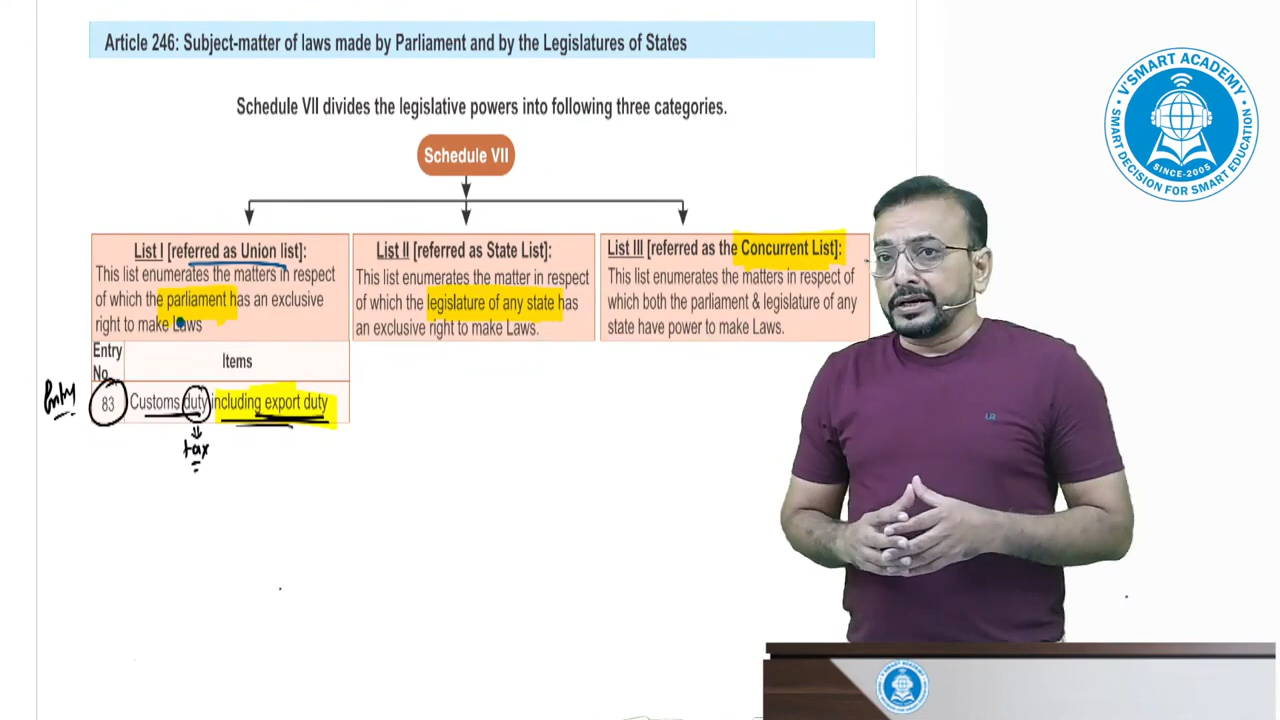 Article 246: Subject-matter of laws made by Parliament and by the Legislatures of States
Schedule VII divides the legislative powers into following three categories.
Schedule VII
List I [referred as Union list]:
This list enumerates the matters in respect
of which the parliament has an exclusive
right to make Laws
List II [referred as State List]:
This list enumerates the matter in respect
of which the legislature of any state has
an exclusive right to make Laws.
List III [referred as the Concurrent List]:
This list enumerates the matters in respect of
which both the parliament & legislature of any
state have power to make Laws.
Entry
No.
Items
Entry
83
Customs duty including export duty
tax
V'SMART ACADEMY
SINCE-2005
SMART DECISION FOR SMART EDUCATION